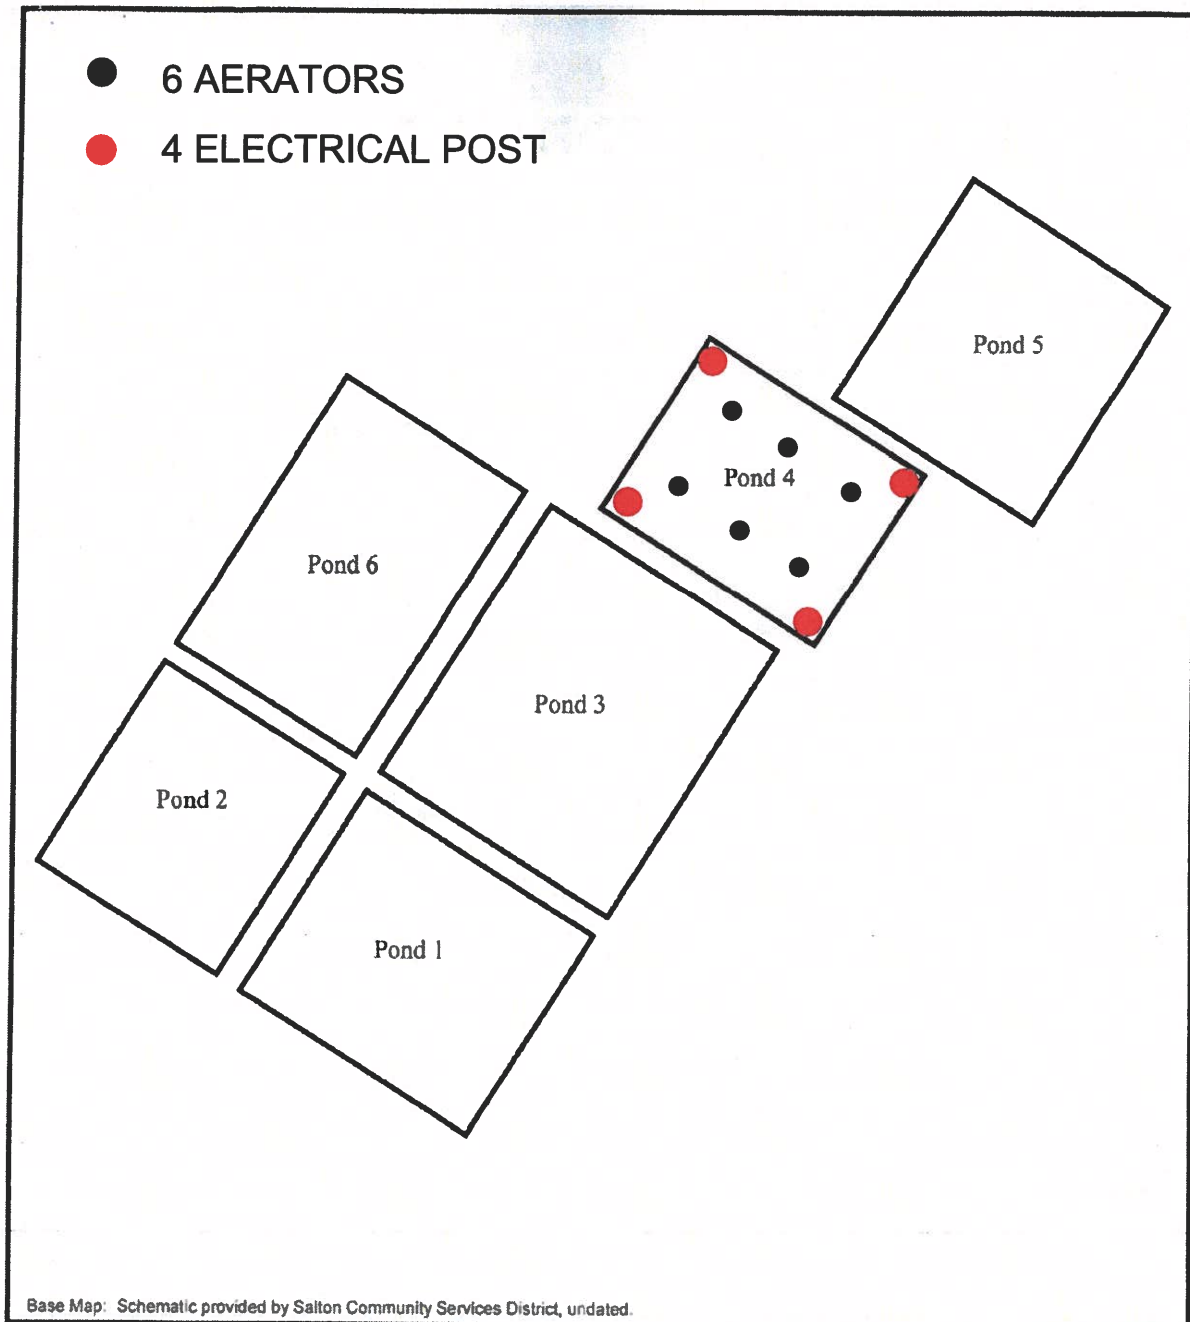 6 AERATORS
4 ELECTRICAL POST
Pond 5
Pond 4
Pond 6
Pond 3
Pond 2
Pond 1
Base Map: Schematic provided by Salton Community Services District, undated.